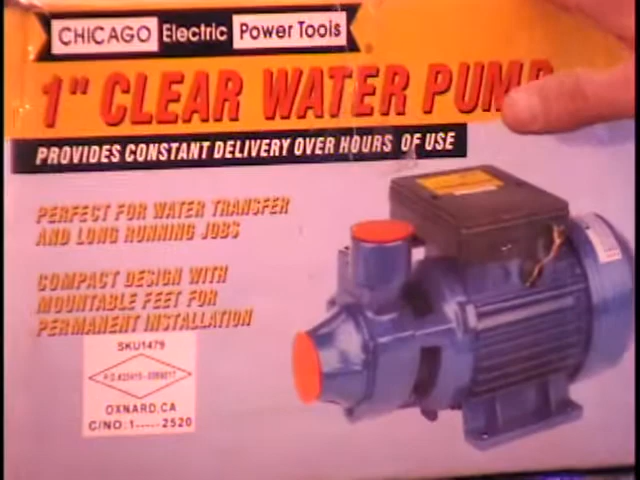 CHICAGO Electric Power Tools
1" CLEAR WATER PUMP
PROVIDES CONSTANT DELIVERY OVER HOURS OF USE
PERFECT FOR WATER TRANSFER
AND LONG RUNNING JOBS
COMPACT DESIGN WITH
MOUNTABLE FEET FOR
PERMANENT INSTALLATION
SKU1479
OXNARD,CA
C/NO:1-----2520